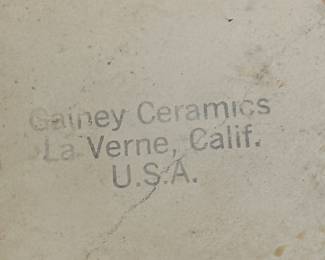 Gainey Ceramics
La Verne, Calif.
U.S.A.